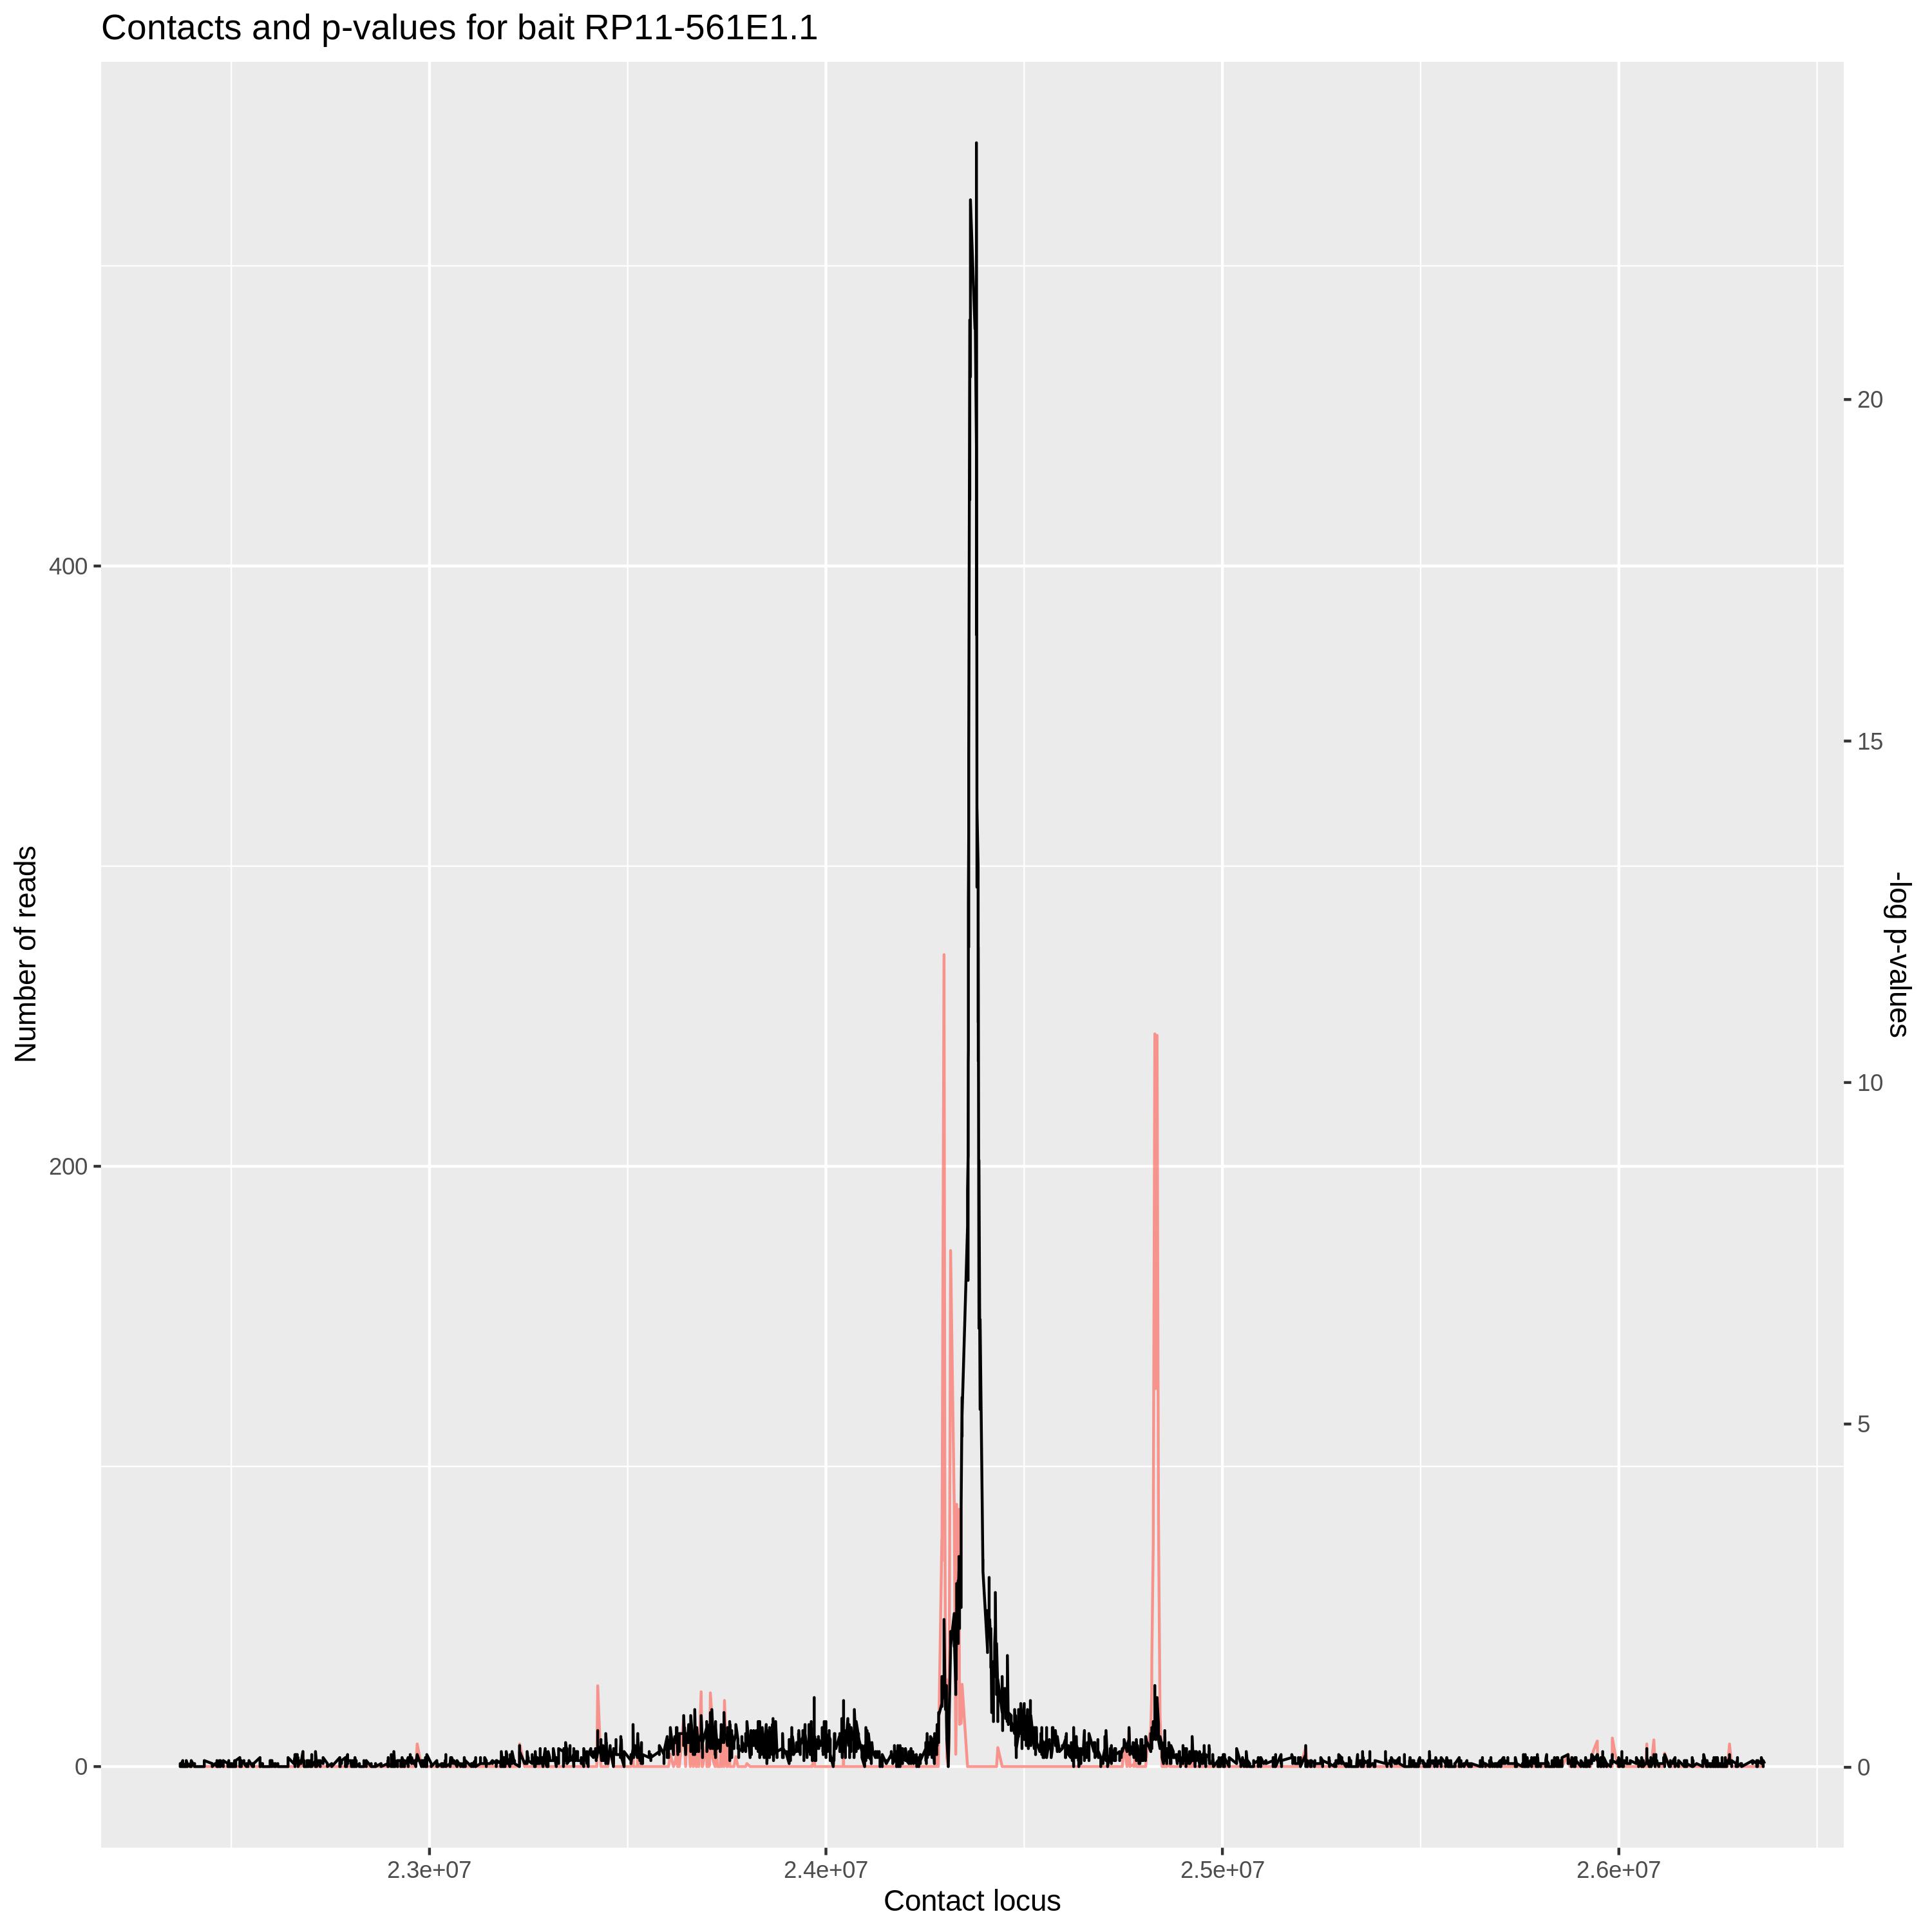 Contacts and p-values for bait RP11-561E1.1
Number of reads
400
200
0
20
15
10
5
0
-log p-values
2.3e+07
2.4e+07
2.5e+07
2.6e+07
Contact locus